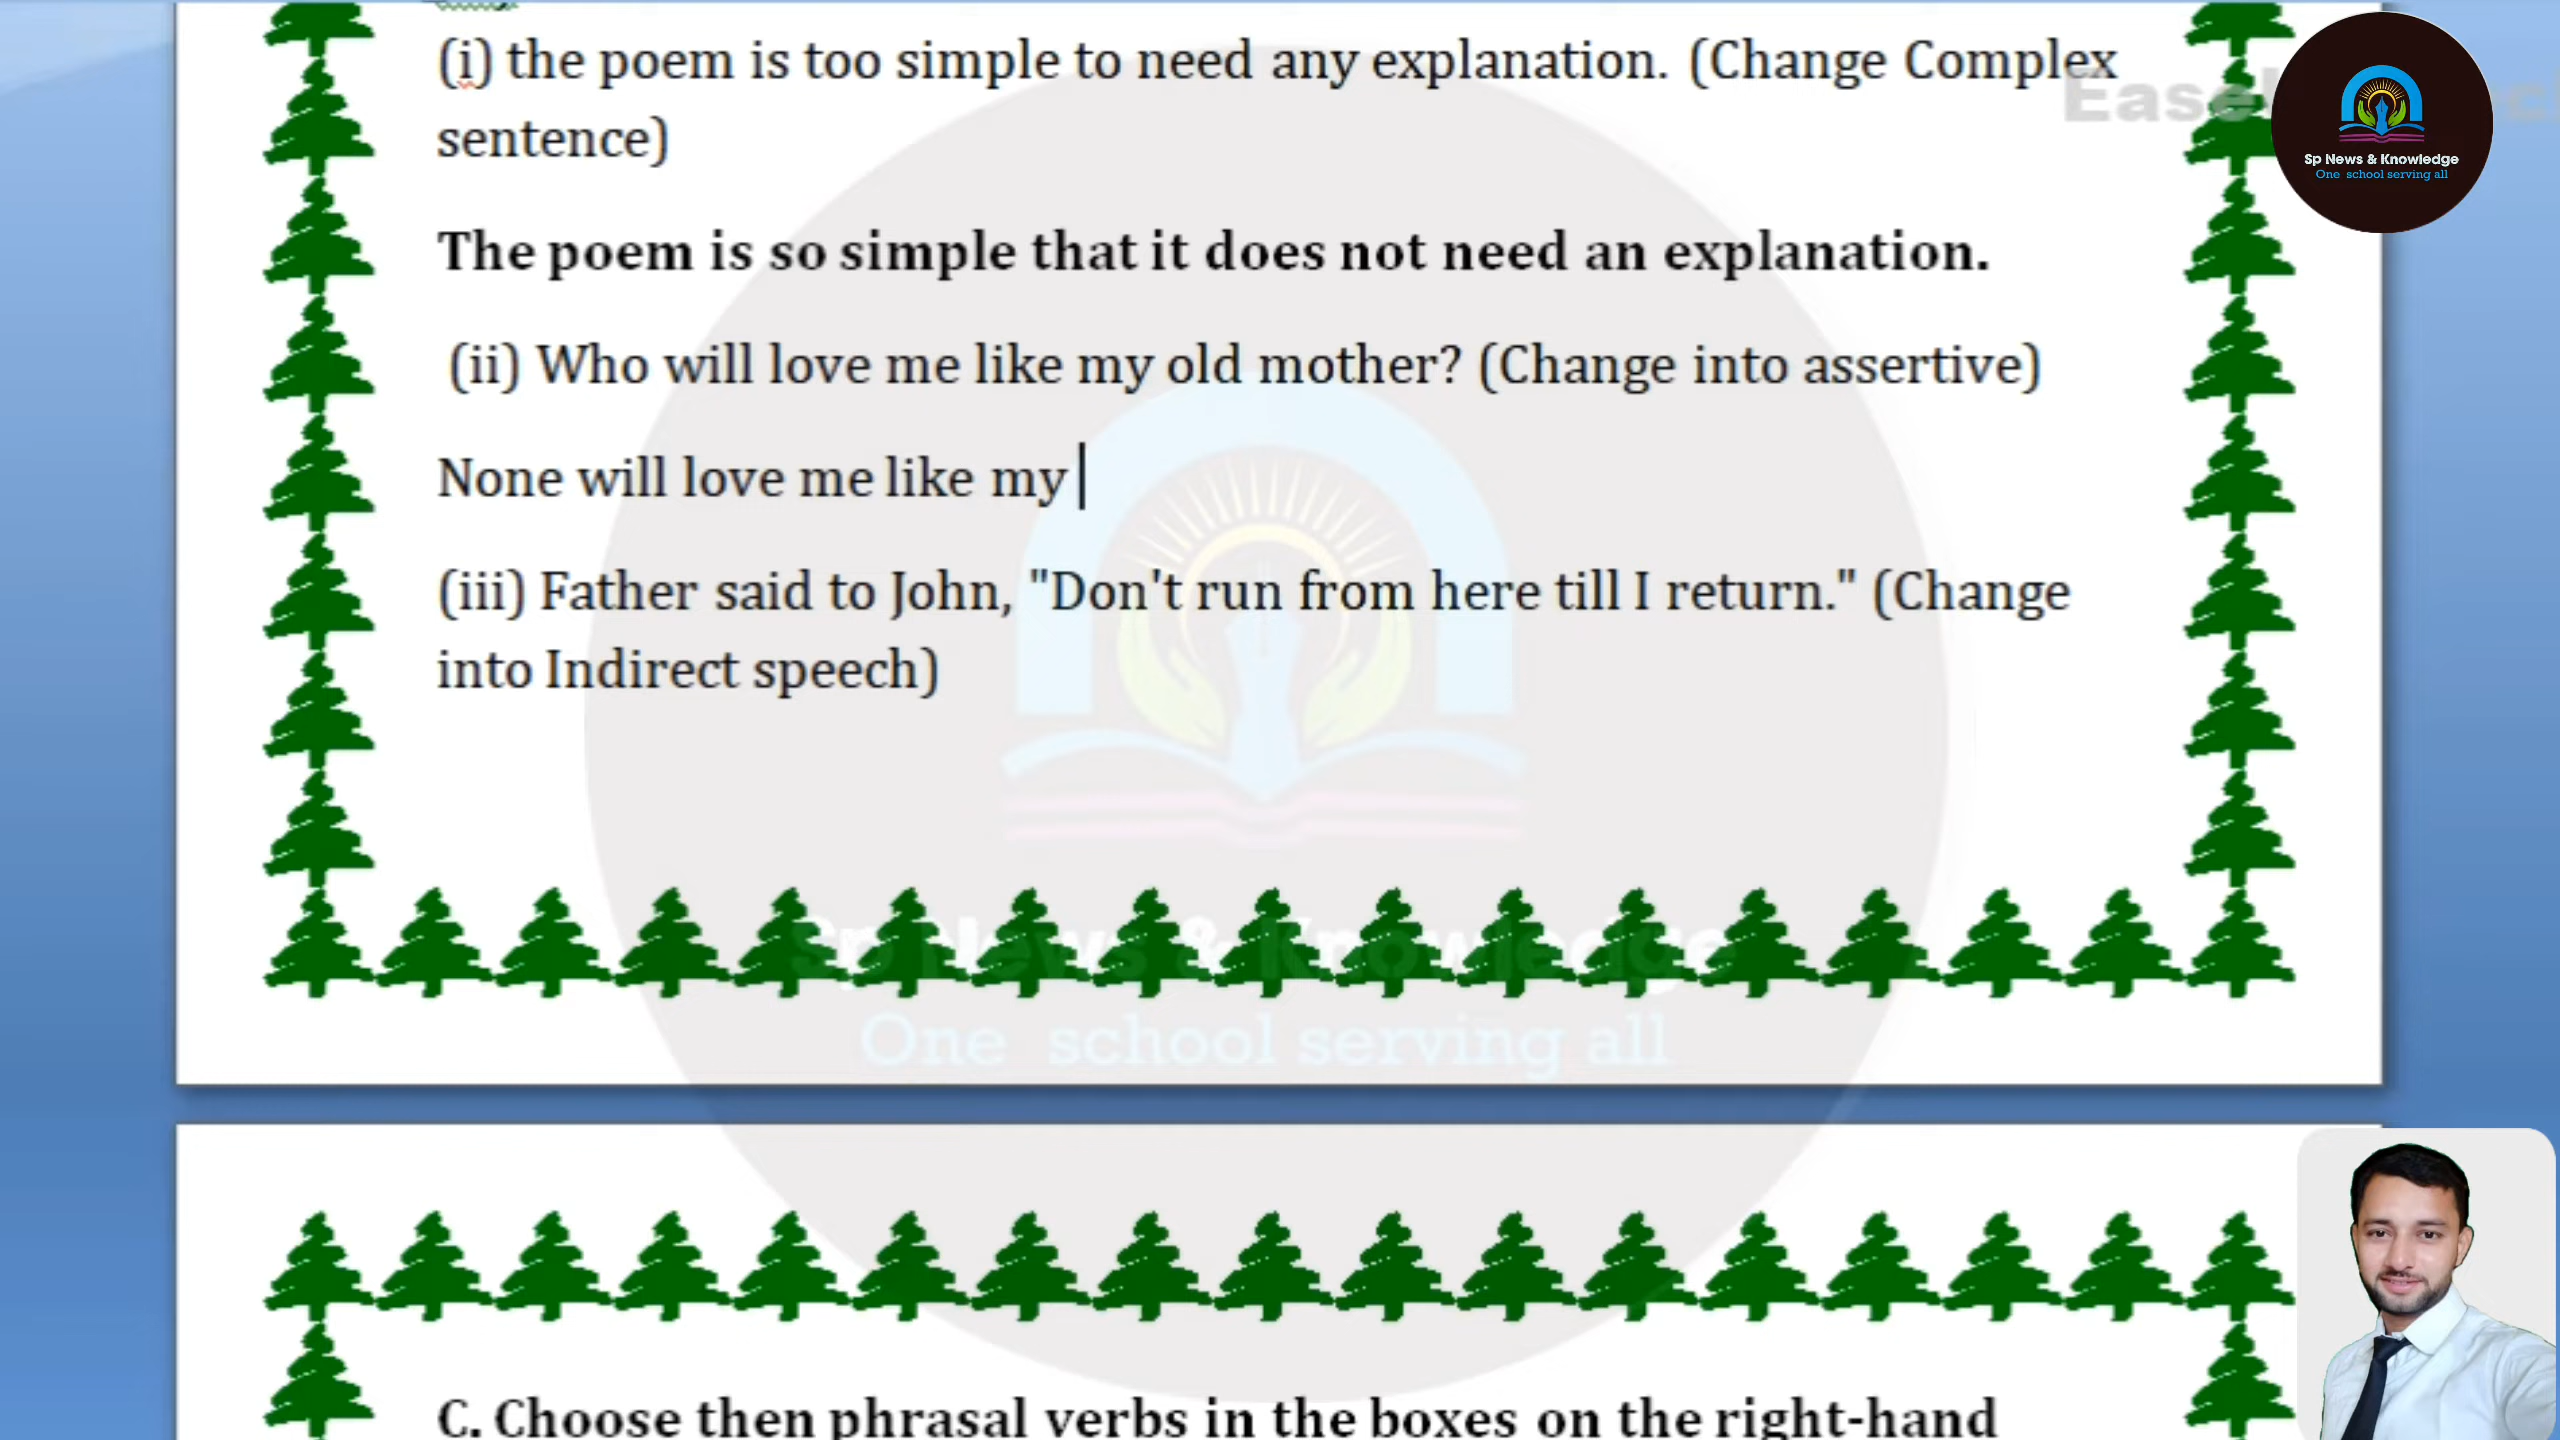 (i) the poem is too simple to need any explanation. (Change Complex
sentence)
Sp News & Knowledge
One school serving all
The poem is so simple that it does not need an explanation.
(ii) Who will love me like my old mother? (Change into assertive)
None will love me like my
(iii) Father said to John, "Don't run from here till I return." (Change
into Indirect speech)
Sp News & Knowledge
One school serving all
C. Choose then phrasal verbs in the boxes on the right-hand